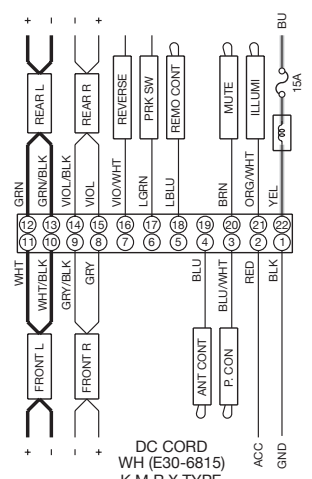 + - - + BU
REAR L
REAR R
REVERSE
PRK SW
REMO CONT
MUTE
ILLUMI
15A
GRN
GRN/BLK
VIOL/BLK
VIOL
VIO/WHT
LGRN
LBLU
BRN
ORG/WHT
YEL
12 13 14 15 16 17 18 19 20 21 22
11 10 9 8 7 6 5 4 3 2 1
WHT
WHT/BLK
GRY/BLK
GRY
BLU
BLU/WHT
RED
BLK
FRONT L
FRONT R
ANT CONT
P. CON
+ - - +
ACC
GND
DC CORD
WH (E30-6815)